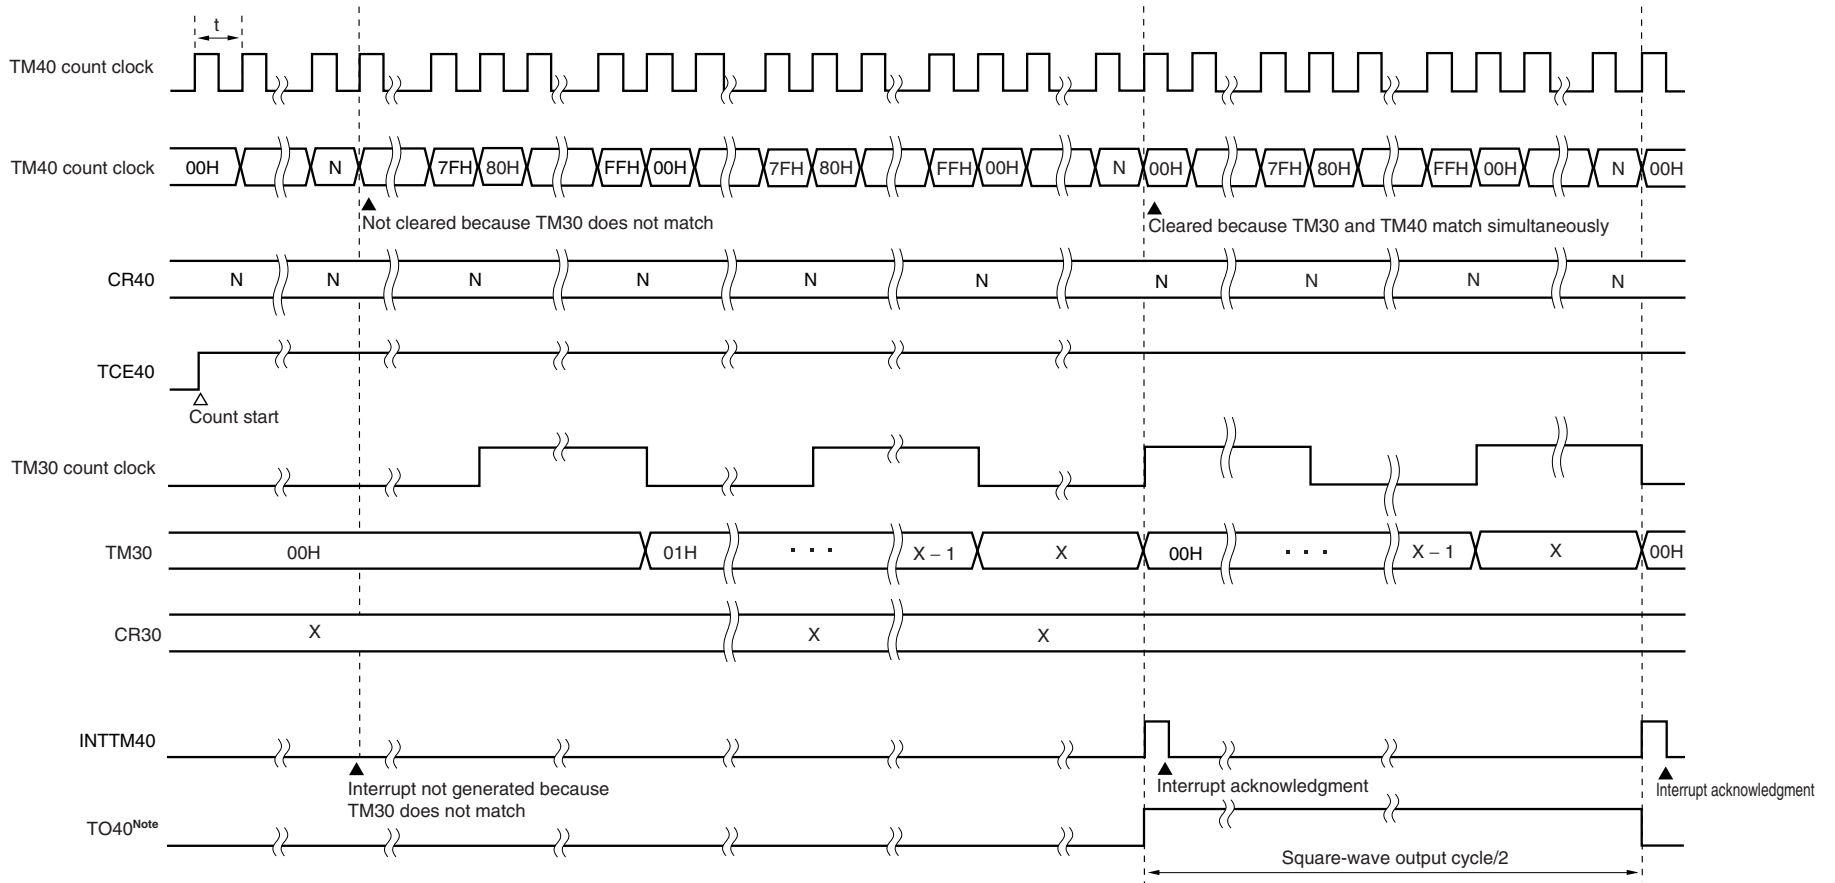 t
TM40 count clock
TM40 count clock 00H N 7FH 80H FFH 00H 7FH 80H FFH 00H N 00H 7FH 80H FFH 00H N 00H
Not cleared because TM30 does not match
Cleared because TM30 and TM40 match simultaneously
CR40 N N N N N N N N N N
TCE40
Count start
TM30 count clock
TM30 00H 01H · · · X – 1 X 00H · · · X – 1 X 00H
CR30 X X X
INTTM40
Interrupt not generated because
TM30 does not match
Interrupt acknowledgment
Interrupt acknowledgment
TO40Note
Square-wave output cycle/2